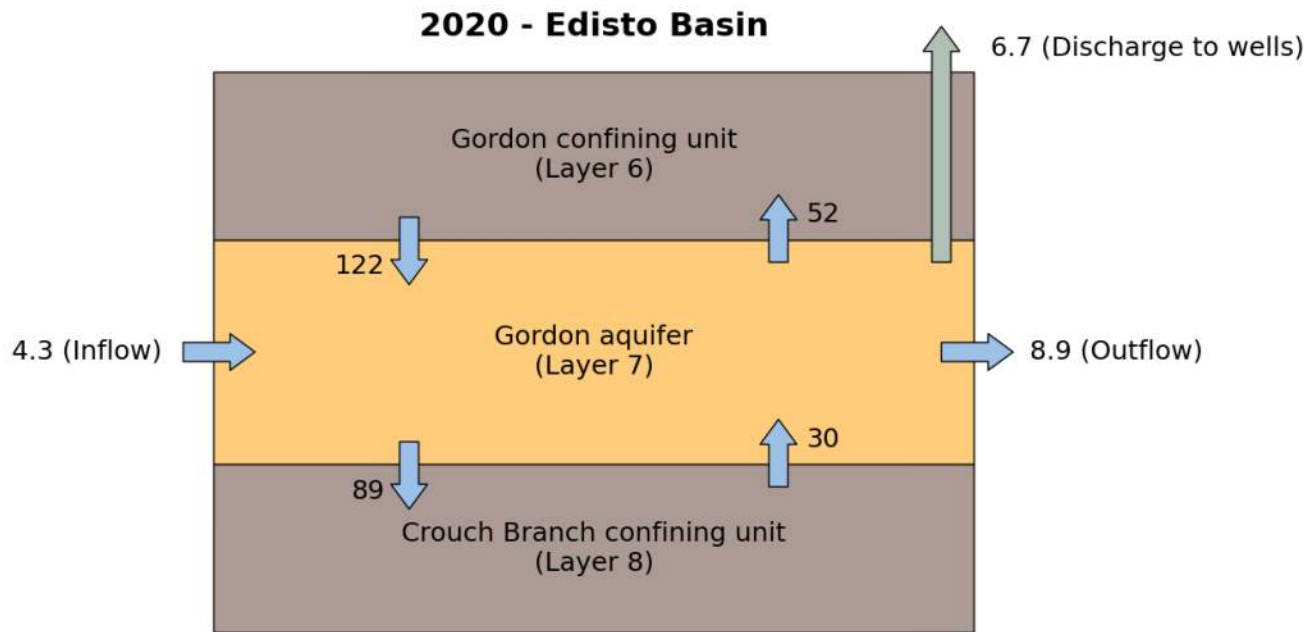 2020 - Edisto Basin
6.7 (Discharge to wells)
Gordon confining unit
(Layer 6)
52
122
4.3 (Inflow)
Gordon aquifer
(Layer 7)
8.9 (Outflow)
30
89
Crouch Branch confining unit
(Layer 8)